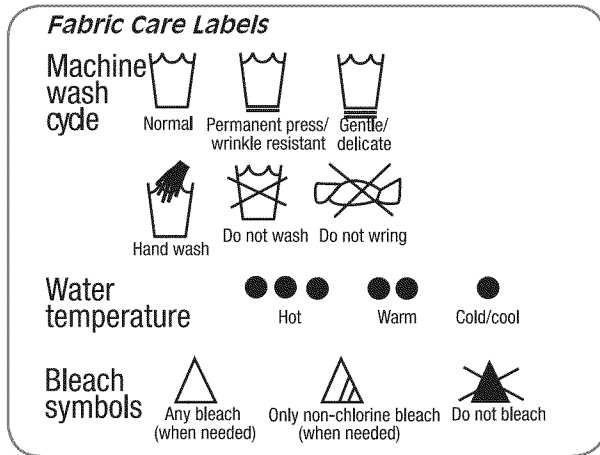 Fabric Care Labels
Machine
wash
cycle
Normal
Permanent press/
wrinkle resistant
Gentle/
delicate
Hand wash
Do not wash
Do not wring
Water
temperature
Hot
Warm
Cold/cool
Bleach
symbols
Any bleach
(when needed)
Only non-chlorine bleach
(when needed)
Do not bleach